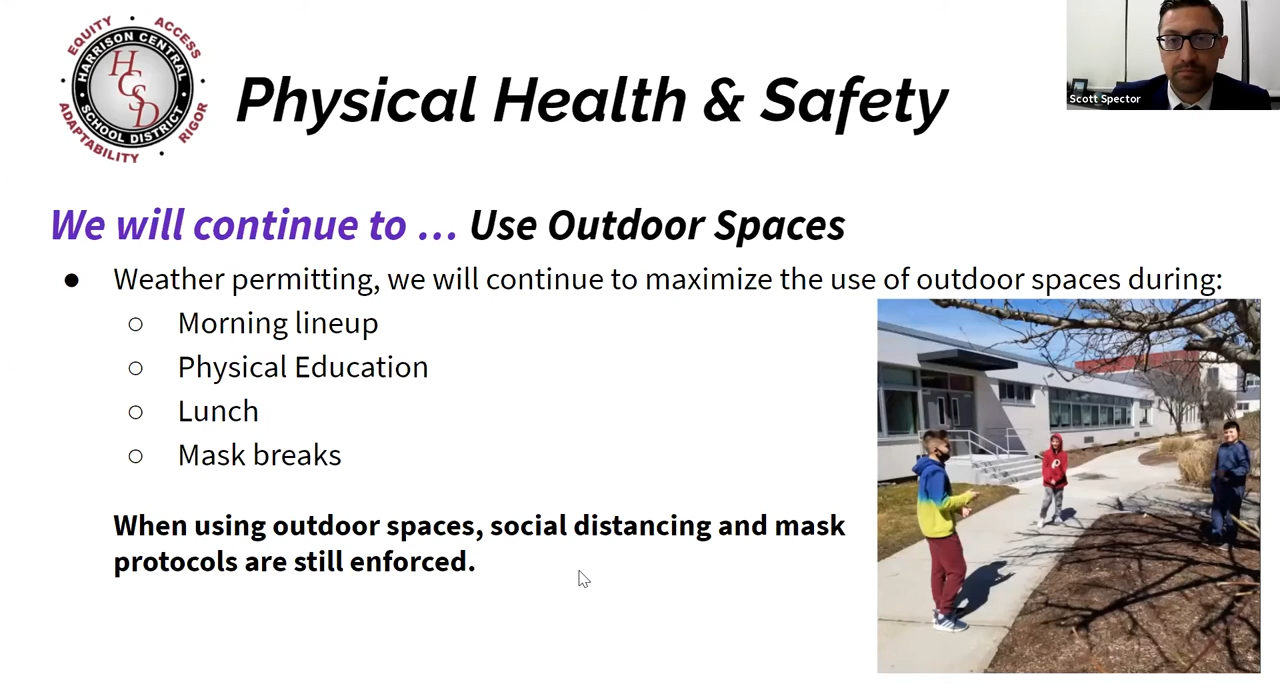 EQUITY
ACCESS
HARRISON CENTRAL
HCSD
SCHOOL DISTRICT
ADAPTABILITY
RIGOR
Physical Health & Safety
Scott Spector
We will continue to … Use Outdoor Spaces
● Weather permitting, we will continue to maximize the use of outdoor spaces during:
○ Morning lineup
○ Physical Education
○ Lunch
○ Mask breaks
When using outdoor spaces, social distancing and mask
protocols are still enforced.